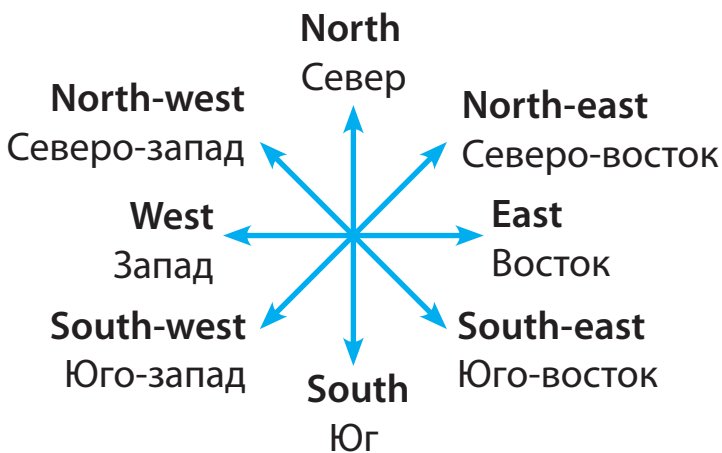 North
Север
North-west
Северо-запад
North-east
Северо-восток
West
Запад
East
Восток
South-west
Юго-запад
South-east
Юго-восток
South
Юг